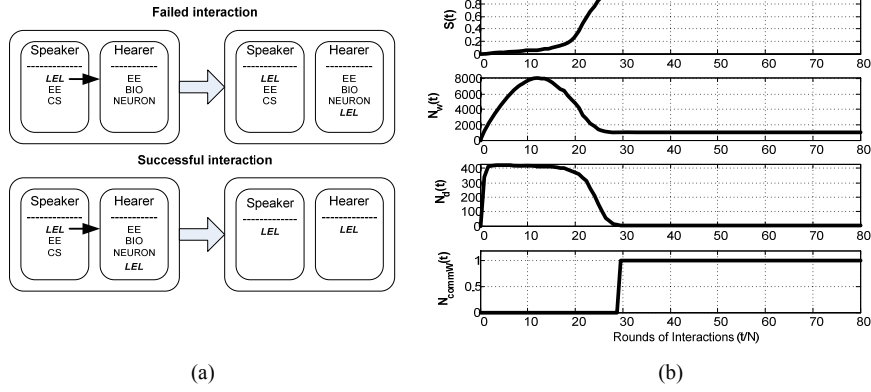 Failed interaction
Speaker
Hearer
LEL
EE
CS
EE
BIO
NEURON
Speaker
Hearer
LEL
EE
CS
EE
BIO
NEURON
LEL
Successful interaction
Speaker
Hearer
LEL
EE
CS
EE
BIO
NEURON
LEL
Speaker
Hearer
LEL
LEL
(a)
S(t)
0.8
0.6
0.4
0.2
0
0 10 20 30 40 50 60 70 80
Nw(t)
8000
6000
4000
2000
0
0 10 20 30 40 50 60 70 80
Nd(t)
400
300
200
100
0
0 10 20 30 40 50 60 70 80
NcommW(t)
1
0.5
0
0 10 20 30 40 50 60 70 80
Rounds of Interactions (t/N)
(b)